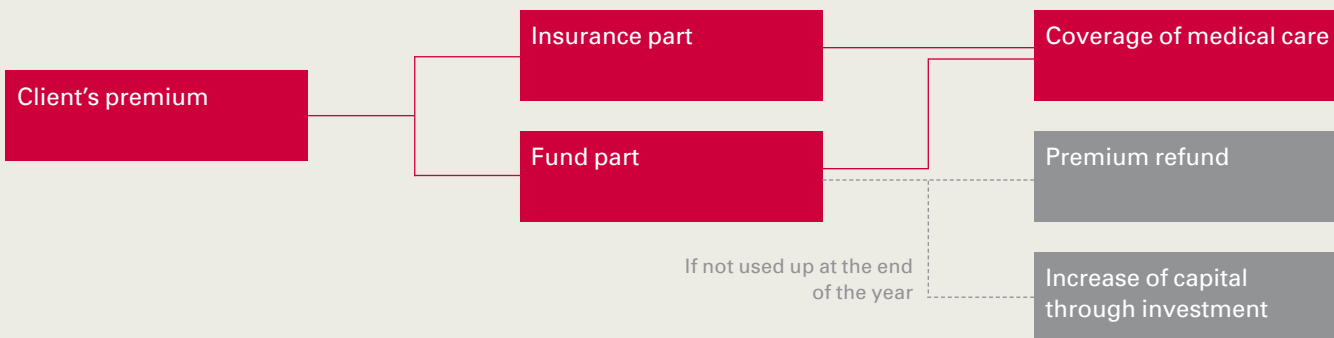 Client’s premium
Insurance part
Fund part
If not used up at the end
of the year
Coverage of medical care
Premium refund
Increase of capital
through investment